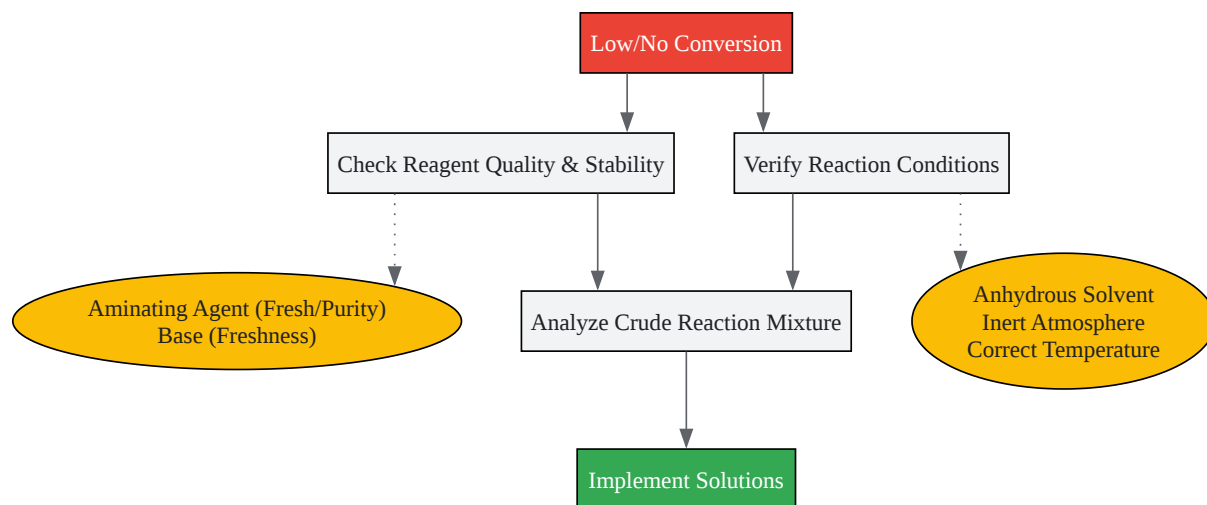 Low/No Conversion
Check Reagent Quality & Stability
Verify Reaction Conditions
Aminating Agent (Fresh/Purity)
Base (Freshness)
Analyze Crude Reaction Mixture
Anhydrous Solvent
Inert Atmosphere
Correct Temperature
Implement Solutions